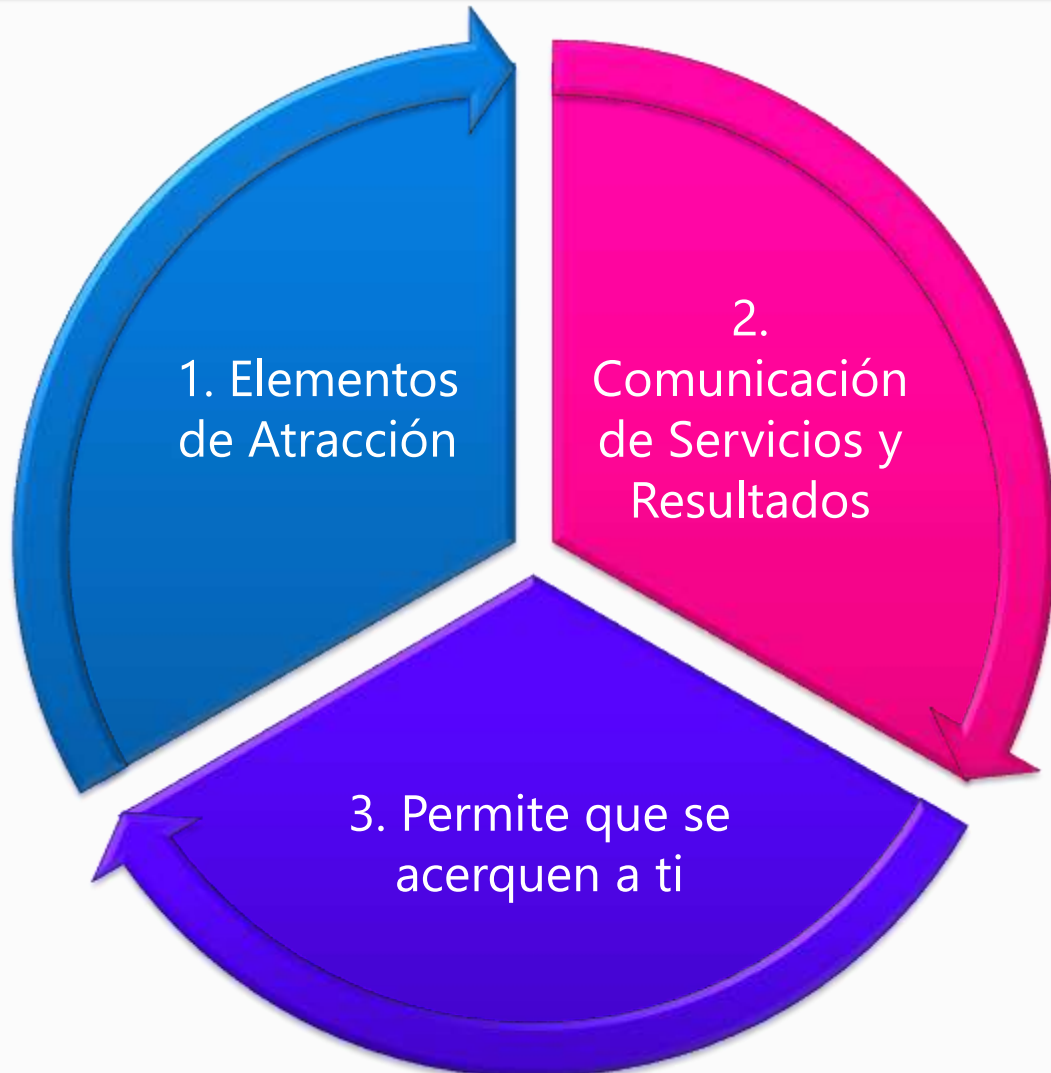 1. Elementos
de Atracción
2.
Comunicación
de Servicios y
Resultados
3. Permite que se
acerquen a ti